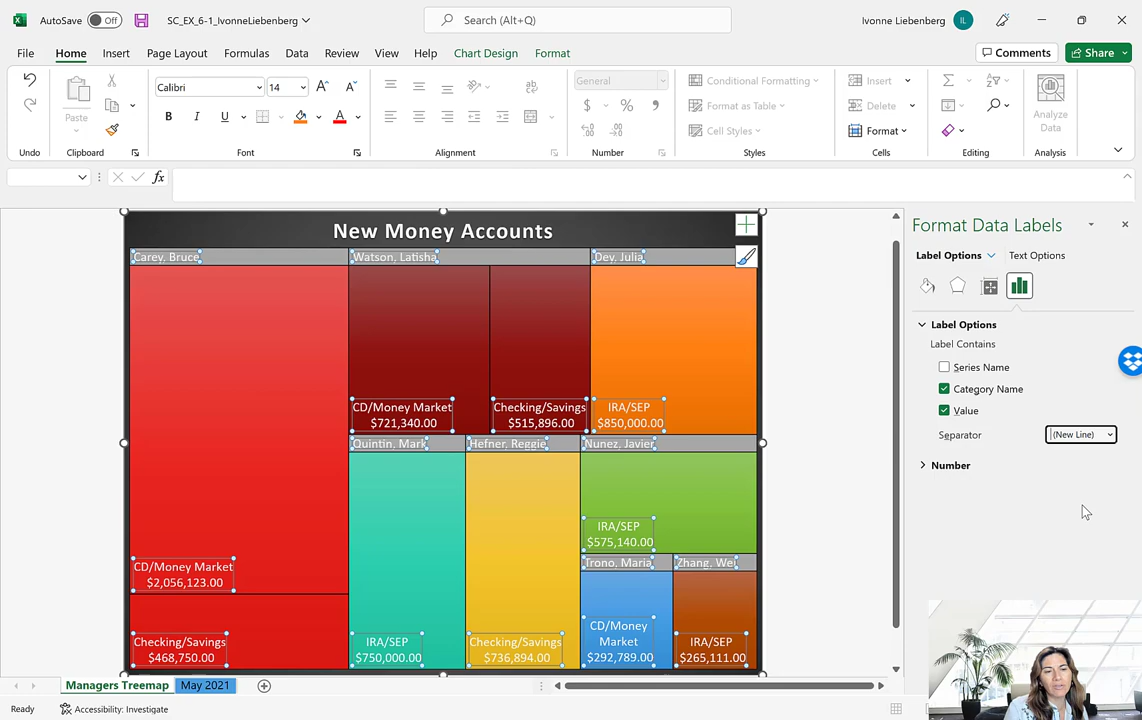 AutoSave Off SC_EX_6-1_IvonneLiebenberg Search (Alt+Q) Ivonne Liebenberg IL
File Home Insert Page Layout Formulas Data Review View Help Chart Design Format Comments Share
Paste
Calibri 14
B I U A
General
$ % 9
Conditional Formatting
Format as Table
Cell Styles
Insert
Delete
Format
Analyze
Data
Undo Clipboard Font Alignment Number Styles Cells Editing Analysis
fx
New Money Accounts
Carey, Bruce Watson, Latisha Dey, Julia
CD/Money Market Checking/Savings IRA/SEP
$721,340.00 $515,896.00 $850,000.00
Quintin, Mark Hefner, Reggie Nunez, Javier
IRA/SEP
$575,140.00
Trono, Maria Zhang, Wei
CD/Money Market
$2,056,123.00
CD/Money
Market
$292,789.00
Checking/Savings IRA/SEP Checking/Savings IRA/SEP
$468,750.00 $750,000.00 $736,894.00 $265,111.00
Format Data Labels
Label Options Text Options
Label Options
Label Contains
Series Name
Category Name
Value
Separator (New Line)
Number
Managers Treemap May 2021
Ready Accessibility: Investigate